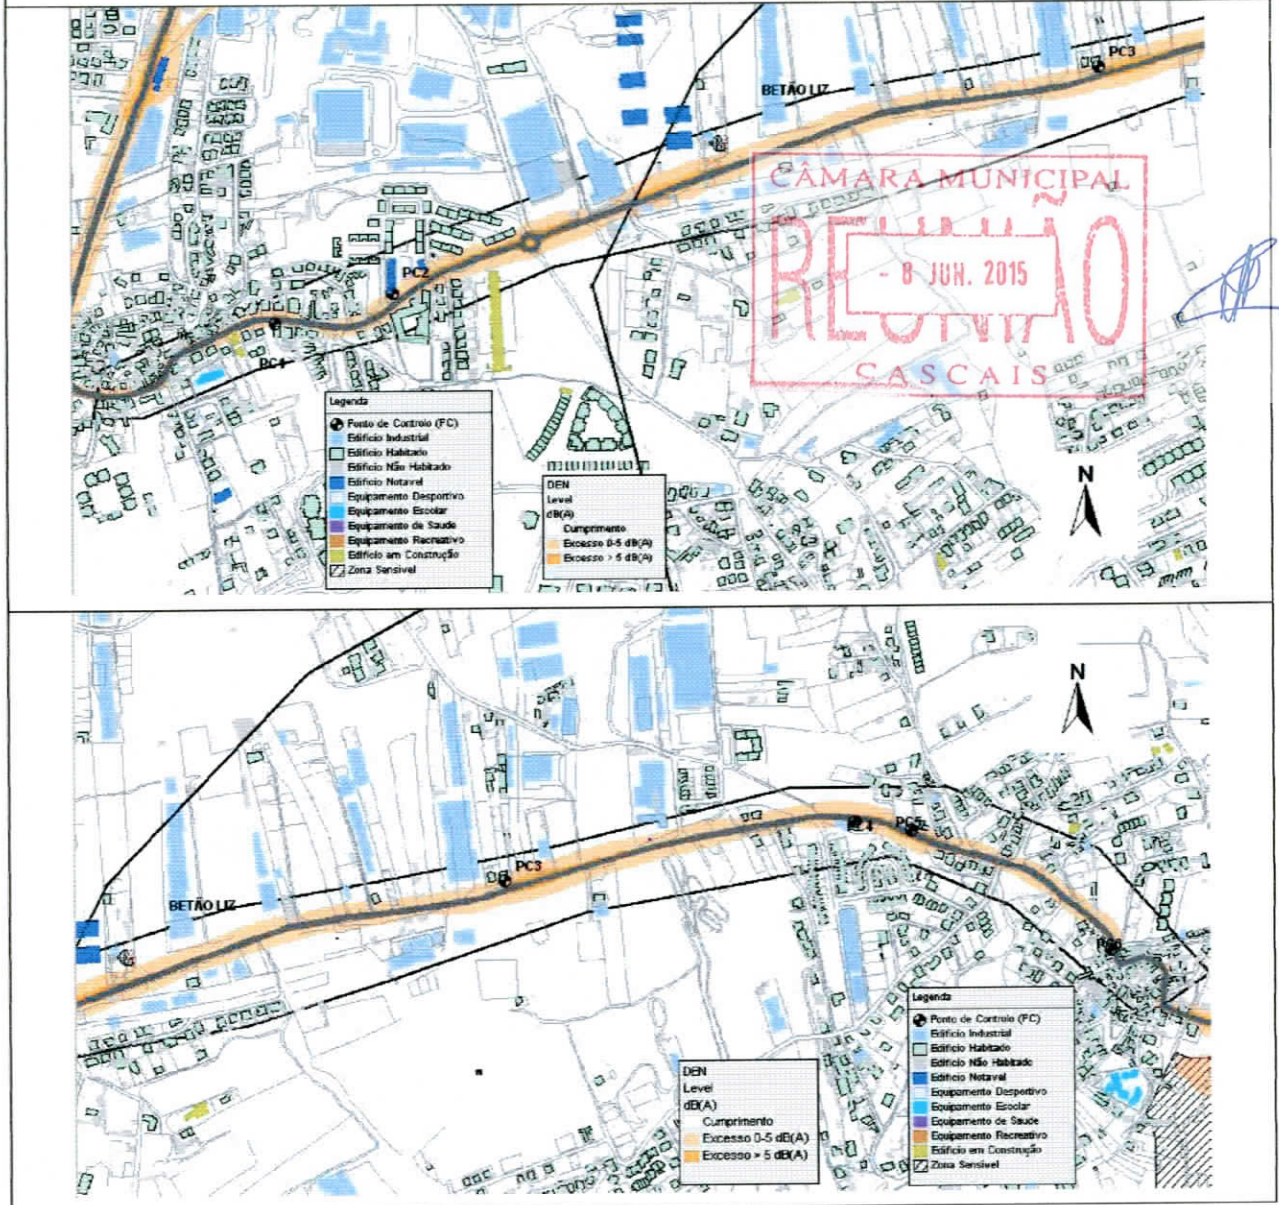 PC3
BETÃO LIZ
CÂMARA MUNICIPAL
REUNIÃO
- 8 JUN. 2015
CASCAIS
PC2
PC1
Legenda
Ponto de Controlo (PC)
Edifício Industrial
Edifício Habitado
Edifício Não Habitado
Edifício Notavel
Equipamento Desportivo
Equipamento Escolar
Equipamento de Saude
Equipamento Recreativo
Edifício em Construção
Zona Sensivel
DEN
Level
dB(A)
Cumprimento
Excesso 0-5 dB(A)
Excesso > 5 dB(A)
N
N
PC5
PC3
BETÃO LIZ
PC6
DEN
Level
dB(A)
Cumprimento
Excesso 0-5 dB(A)
Excesso > 5 dB(A)
Legenda
Ponto de Controlo (PC)
Edifício Industrial
Edifício Habitado
Edifício Não Habitado
Edifício Notavel
Equipamento Desportivo
Equipamento Escolar
Equipamento de Saude
Equipamento Recreativo
Edifício em Construção
Zona Sensivel